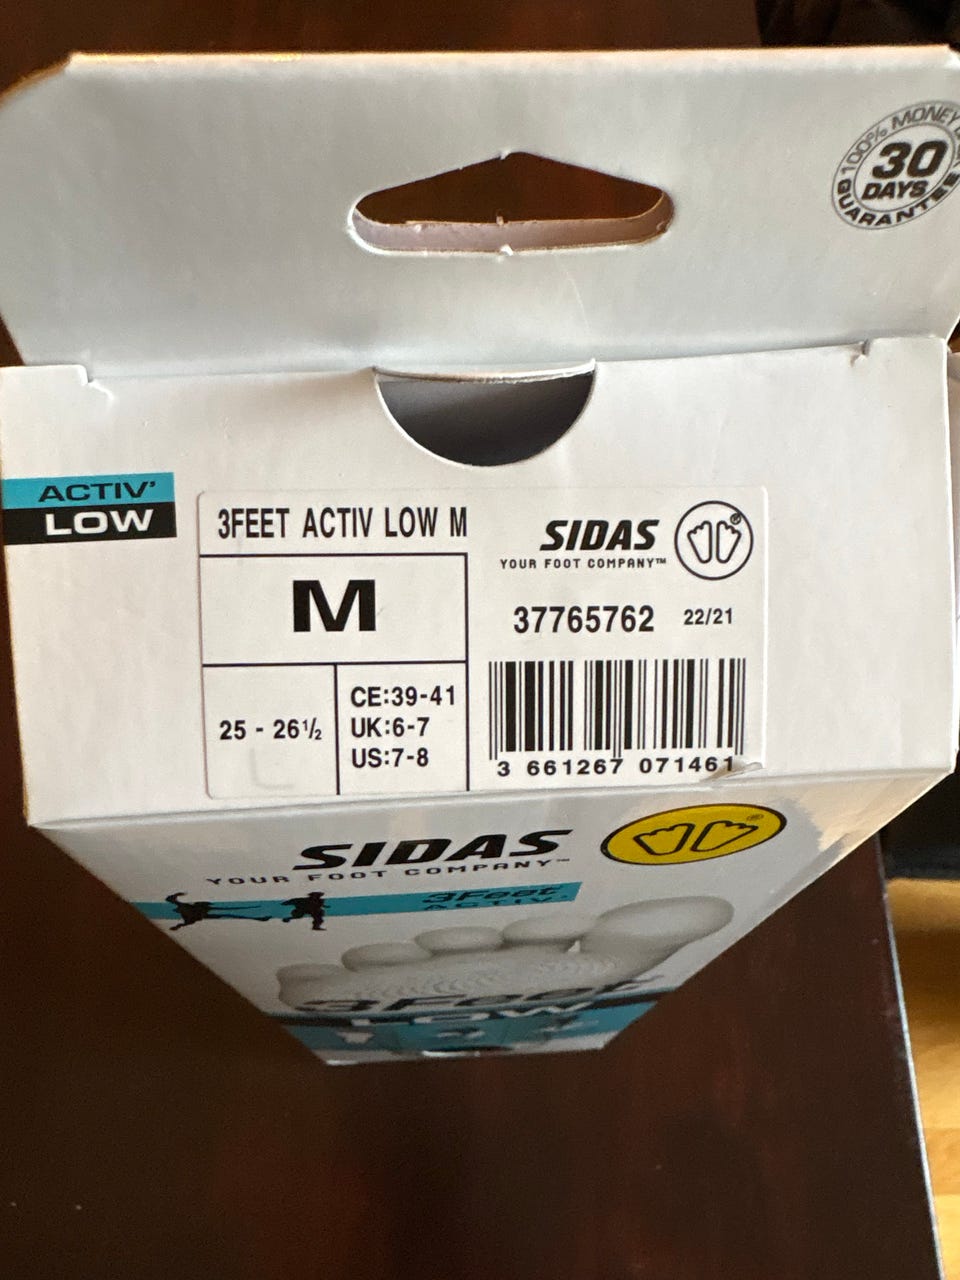 100% MONEY
30
DAYS
GUARANTEE
ACTIV'
LOW
3FEET ACTIV LOW M
M
25 - 26½
CE:39-41
UK:6-7
US:7-8
SIDAS
YOUR FOOT COMPANY™
37765762 22/21
3 661267 071461
SIDAS
YOUR FOOT COMPANY™
3Feet
ACTIV'
3Feet
LOW